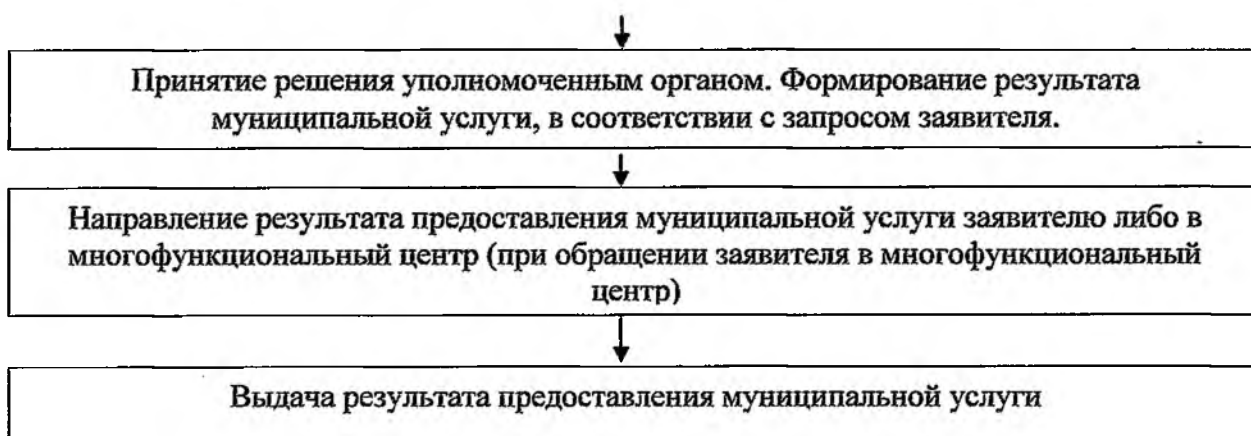 Принятие решения уполномоченным органом. Формирование результата
муниципальной услуги, в соответствии с запросом заявителя.
Направление результата предоставления муниципальной услуги заявителю либо в
многофункциональный центр (при обращении заявителя в многофункциональный
центр)
Выдача результата предоставления муниципальной услуги